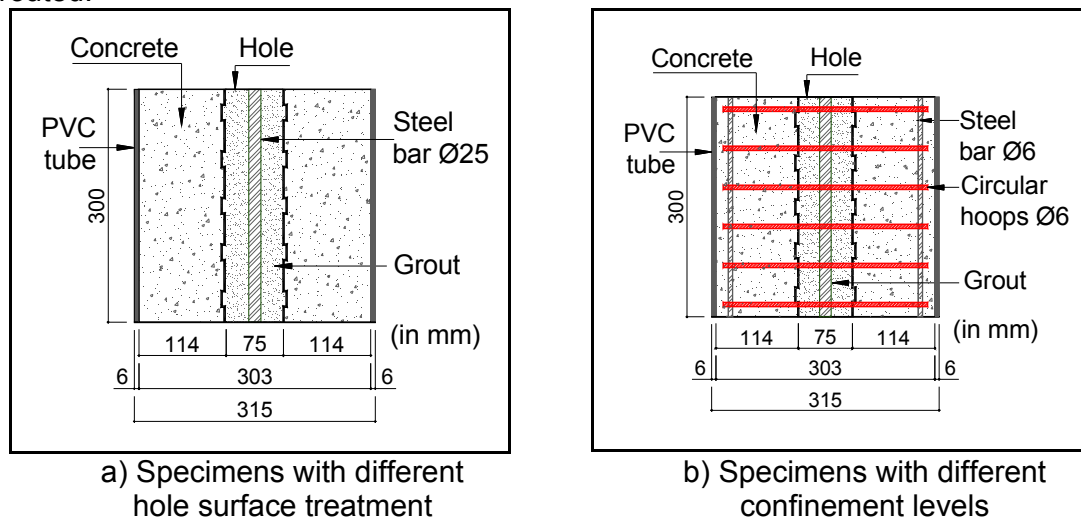 Concrete
Hole
PVC
tube
Steel
bar Ø25
300
Grout
(in mm)
114 75 114
6 303 6
315
a) Specimens with different
hole surface treatment
Concrete
Hole
PVC
tube
Steel
bar Ø6
Circular
hoops Ø6
300
Grout
(in mm)
114 75 114
6 303 6
315
b) Specimens with different
confinement levels